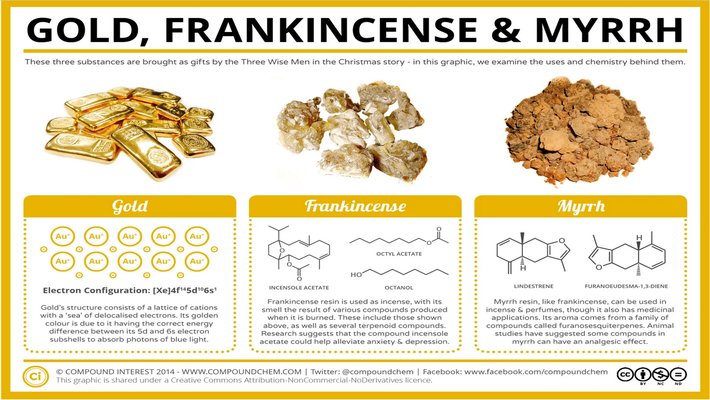 GOLD, FRANKINCENSE & MYRRH
These three substances are brought as gifts by the Three Wise Men in the Christmas story - in this graphic, we examine the uses and chemistry behind them.
Gold
Au⁺ Au⁺ Au⁺ Au⁺ Au⁺
Au⁺ Au⁺ Au⁺ Au⁺ Au⁺
Electron Configuration: [Xe]4f¹⁴5d¹⁰6s¹
Gold's structure consists of a lattice of cations
with a 'sea' of delocalised electrons. Its golden
colour is due to it having the correct energy
difference between its 5d and 6s electron
subshells to absorb photons of blue light.
Frankincense
O
O
O
O
O
OCTYL ACETATE
HO
INCENSOLE ACETATE
OCTANOL
Frankincense resin is used as incense, with its
smell the result of various compounds produced
when it is burned. These include those shown
above, as well as several terpenoid compounds.
Research suggests that the compound incensole
acetate could help alleviate anxiety & depression.
Myrrh
O
H
H
O
LINDESTRENE
FURANOEUDESMA-1,3-DIENE
Myrrh resin, like frankincense, can be used in
incense & perfumes, though it also has medicinal
applications. Its aroma comes from a family of
compounds called furanosesquiterpenes. Animal
studies have suggested some compounds in
myrrh can have an analgesic effect.
Ci
© COMPOUND INTEREST 2014 - WWW.COMPOUNDCHEM.COM | Twitter: @compoundchem | Facebook: www.facebook.com/compoundchem
This graphic is shared under a Creative Commons Attribution-NonCommercial-NoDerivatives licence.
cc
BY NC ND